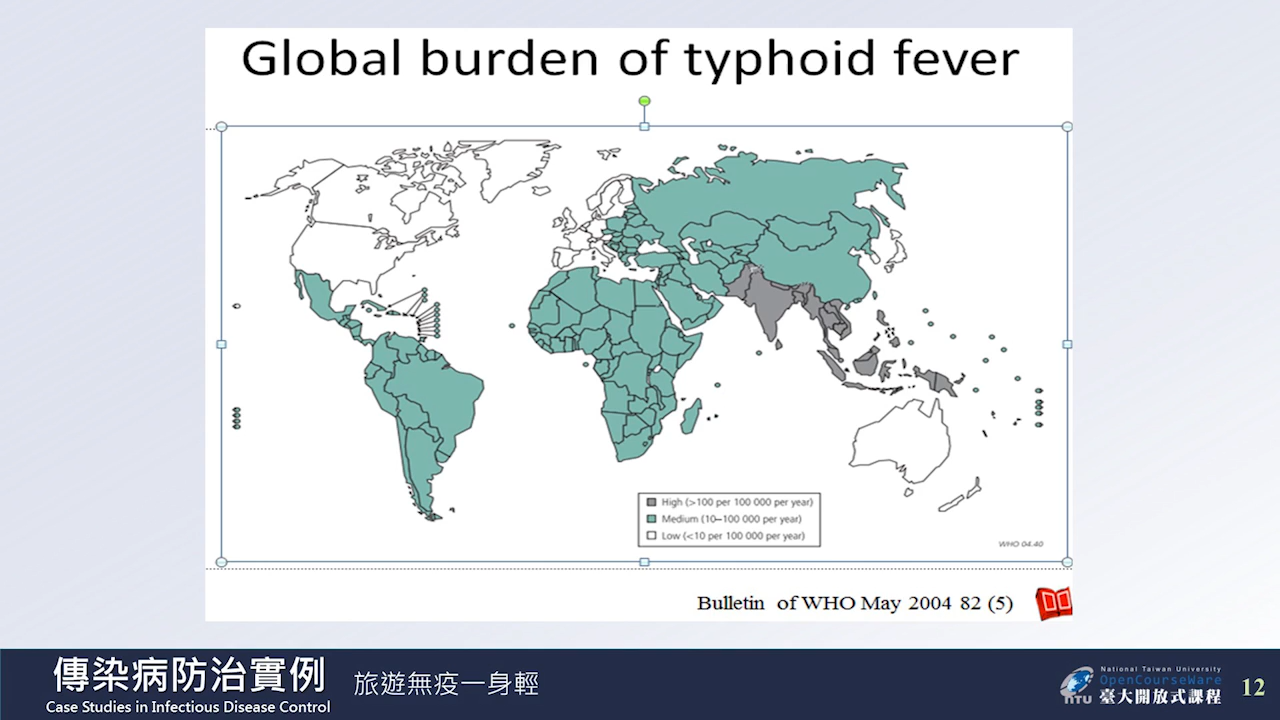 Global burden of typhoid fever
High (>100 per 100 000 per year)
Medium (10–100 000 per year)
Low (<10 per 100 000 per year)
WHO 04.40
Bulletin of WHO May 2004 82 (5)
傳染病防治實例 旅遊無疫一身輕
Case Studies in Infectious Disease Control
National Taiwan University
OpenCourseWare
NTU 臺大開放式課程
12